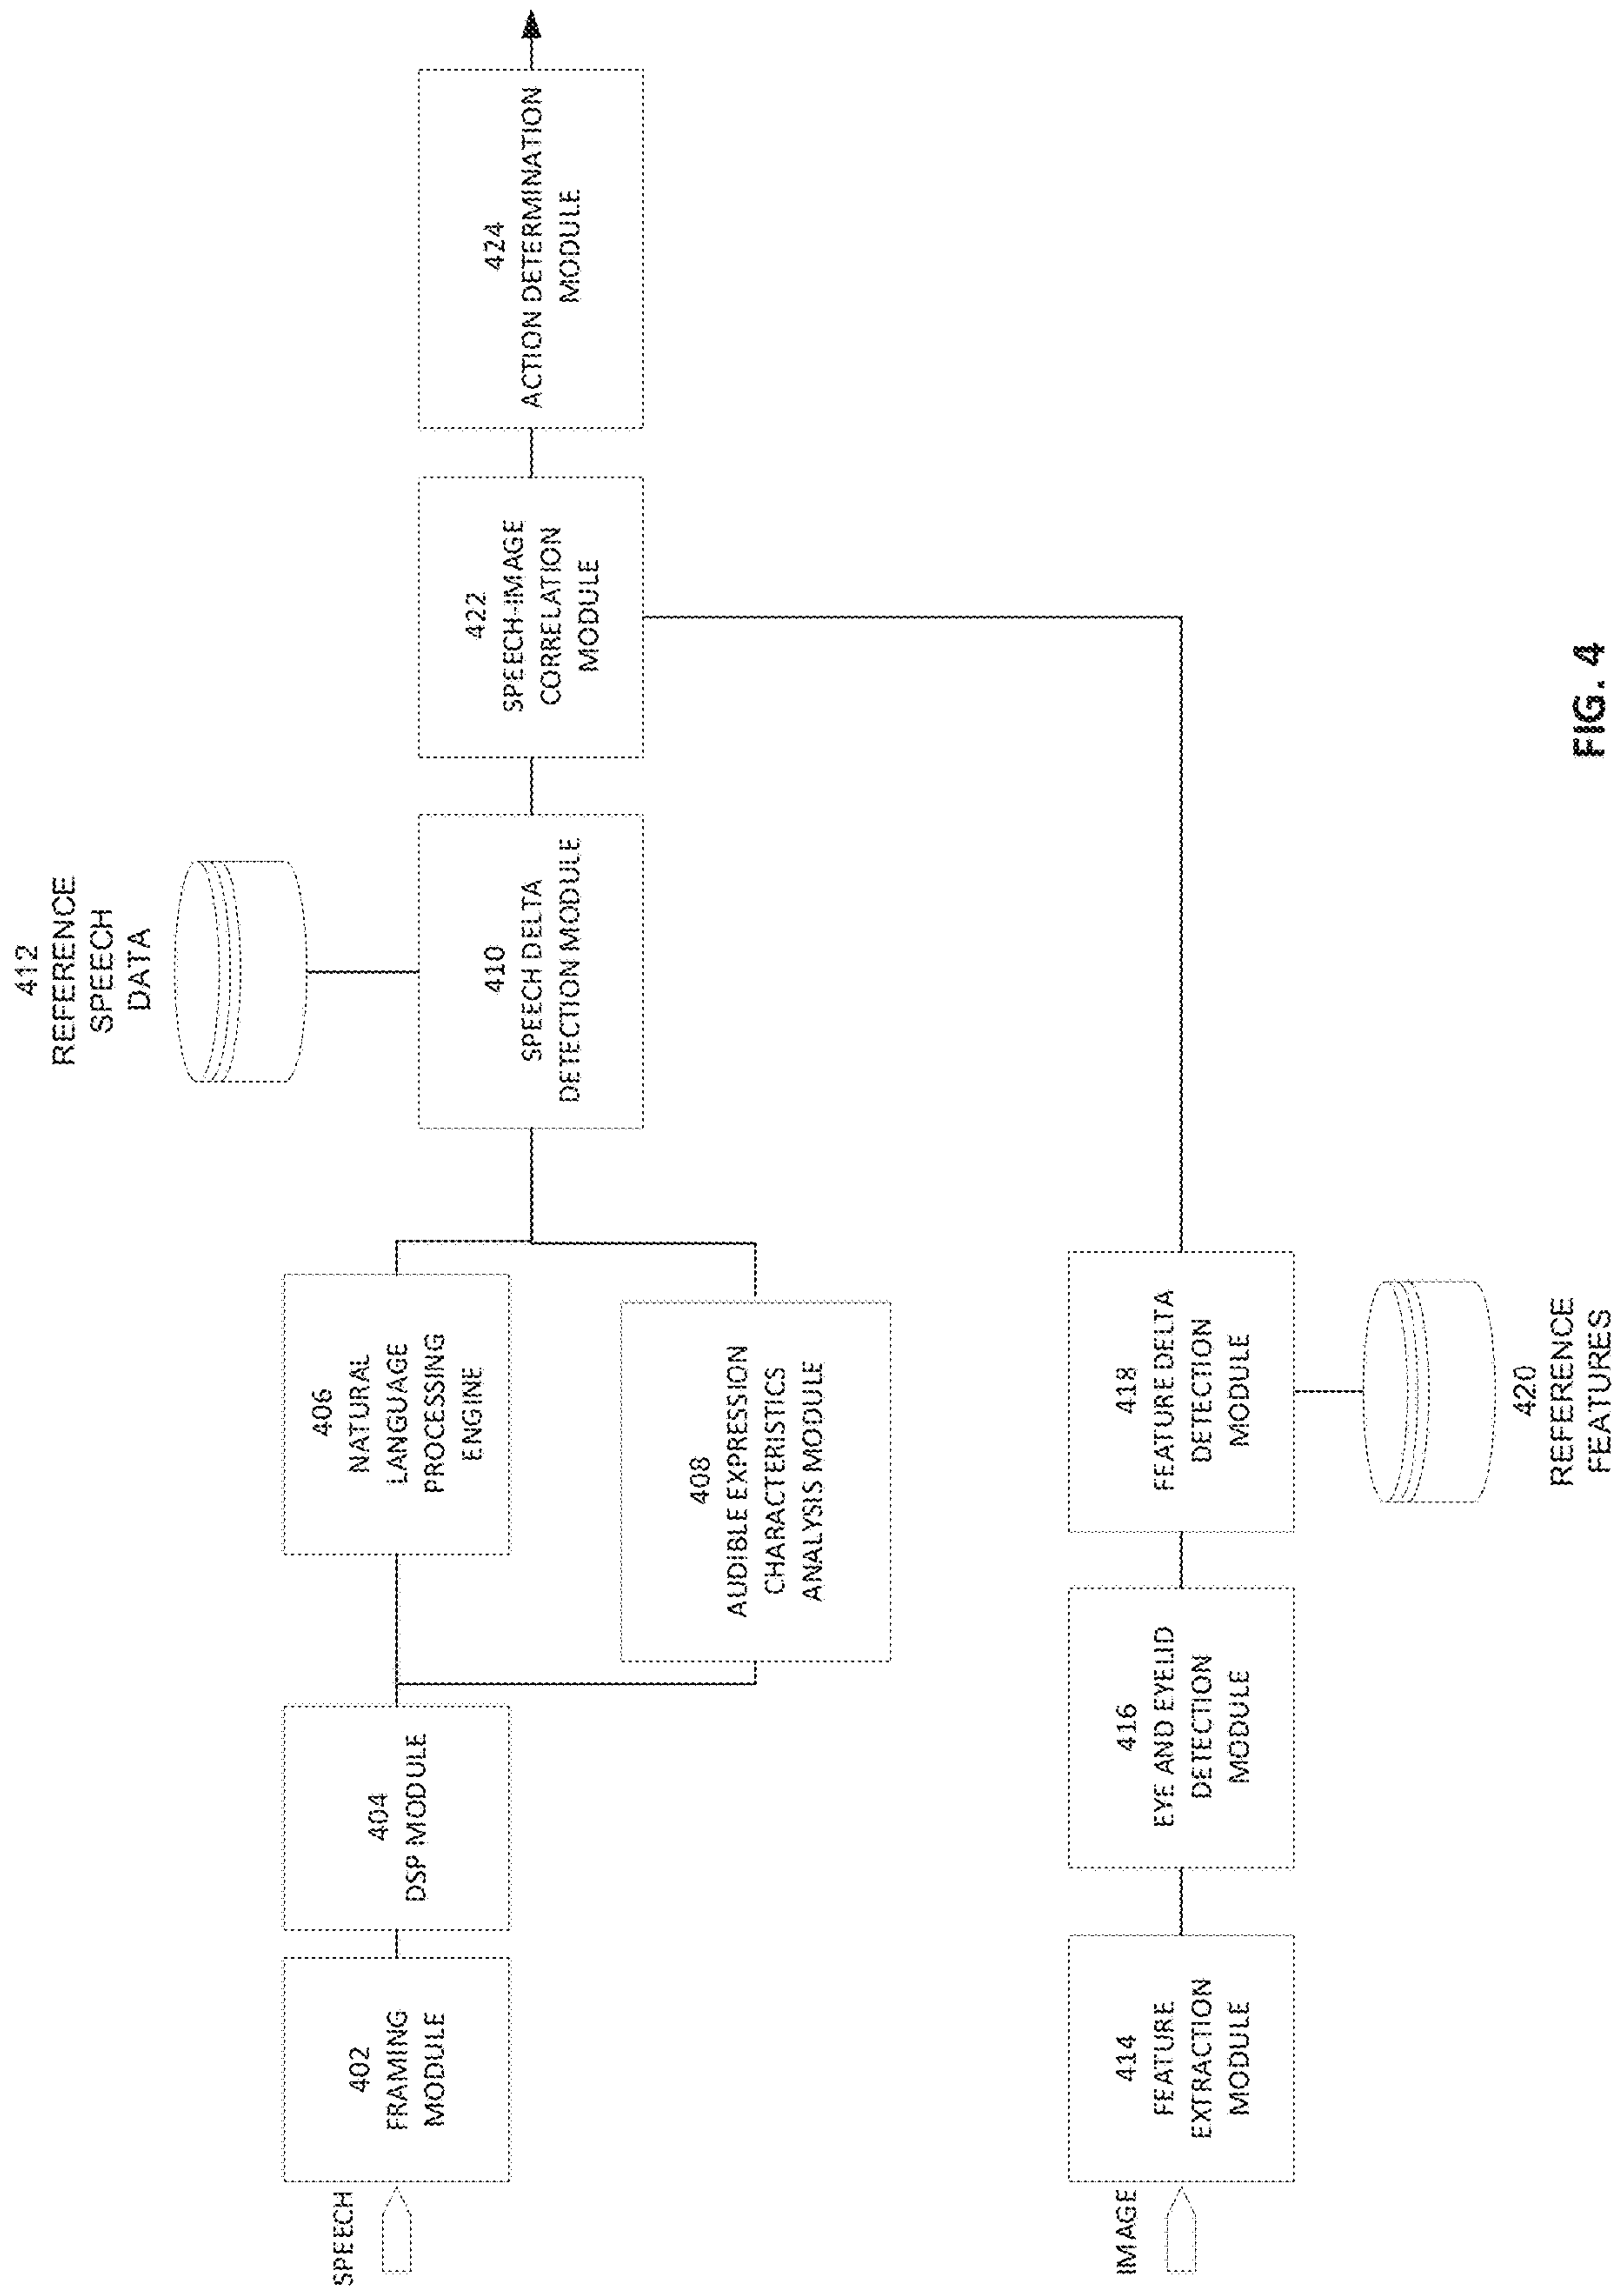 SPEECH
402
FRAMING
MODULE
404
DSP MODULE
406
NATURAL
LANGUAGE
PROCESSING
ENGINE
408
AUDIBLE EXPRESSION
CHARACTERISTICS
ANALYSIS MODULE
412
REFERENCE
SPEECH
DATA
410
SPEECH DELTA
DETECTION MODULE
422
SPEECH-IMAGE
CORRELATION
MODULE
424
ACTION DETERMINATION
MODULE
IMAGE
414
FEATURE
EXTRACTION
MODULE
416
EYE AND EYELID
DETECTION
MODULE
418
FEATURE DELTA
DETECTION
MODULE
420
REFERENCE
FEATURES
FIG. 4